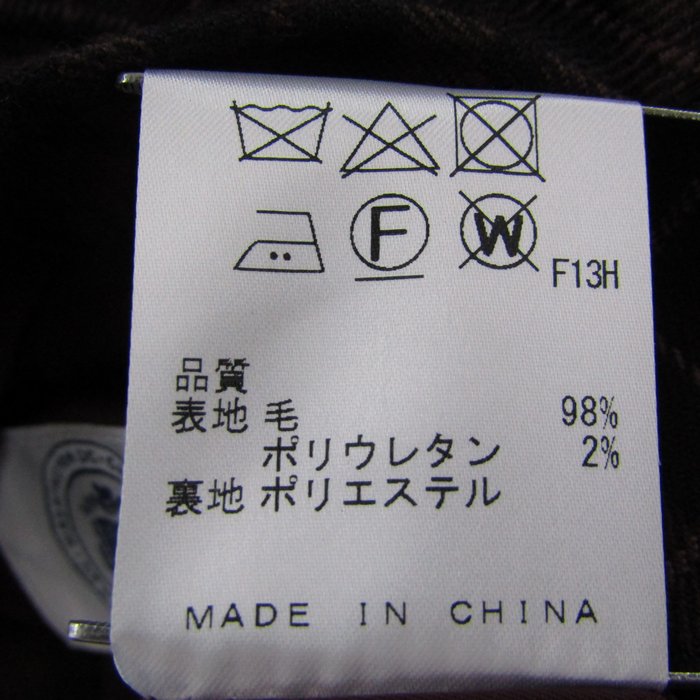 F
W
F13H
品質
表地 毛 98%
ポリウレタン 2%
裏地 ポリエステル
MADE IN CHINA